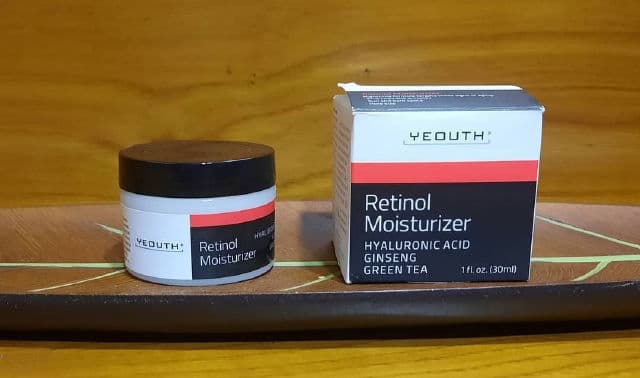 YEOUTH
Retinol
Moisturizer
YEOUTH
Retinol
Moisturizer
HYALURONIC ACID
GINSENG
GREEN TEA
1 fl. oz. (30ml)